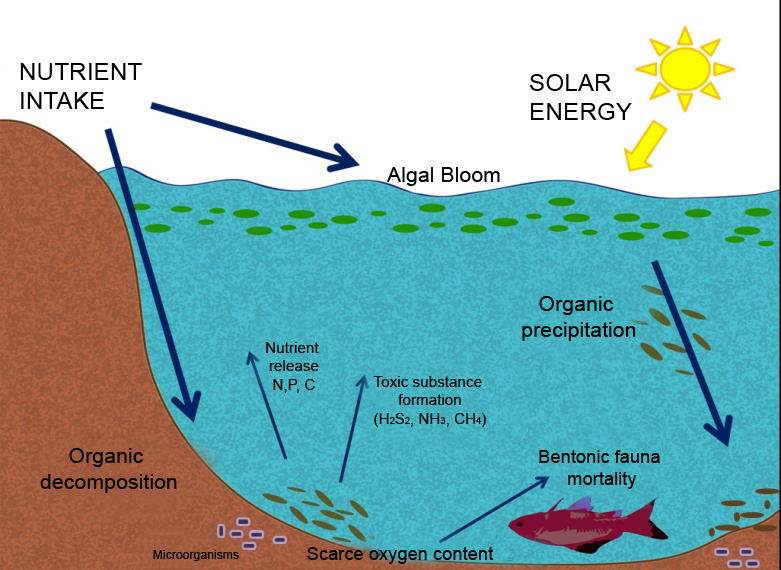 NUTRIENT
INTAKE
SOLAR
ENERGY
Algal Bloom
Organic
precipitation
Nutrient
release
N,P, C
Toxic substance
formation
(H2S2, NH3, CH4)
Organic
decomposition
Bentonic fauna
mortality
Microorganisms
Scarce oxygen content